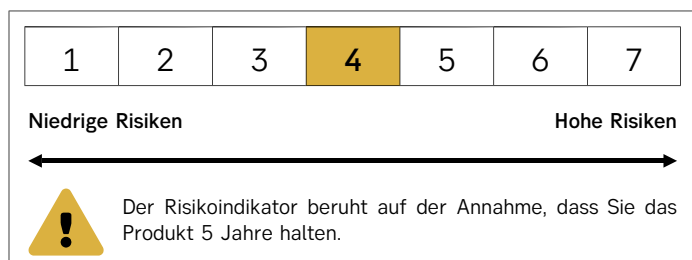 1 2 3 4 5 6 7
Niedrige Risiken Hohe Risiken
Der Risikoindikator beruht auf der Annahme, dass Sie das
Produkt 5 Jahre halten.